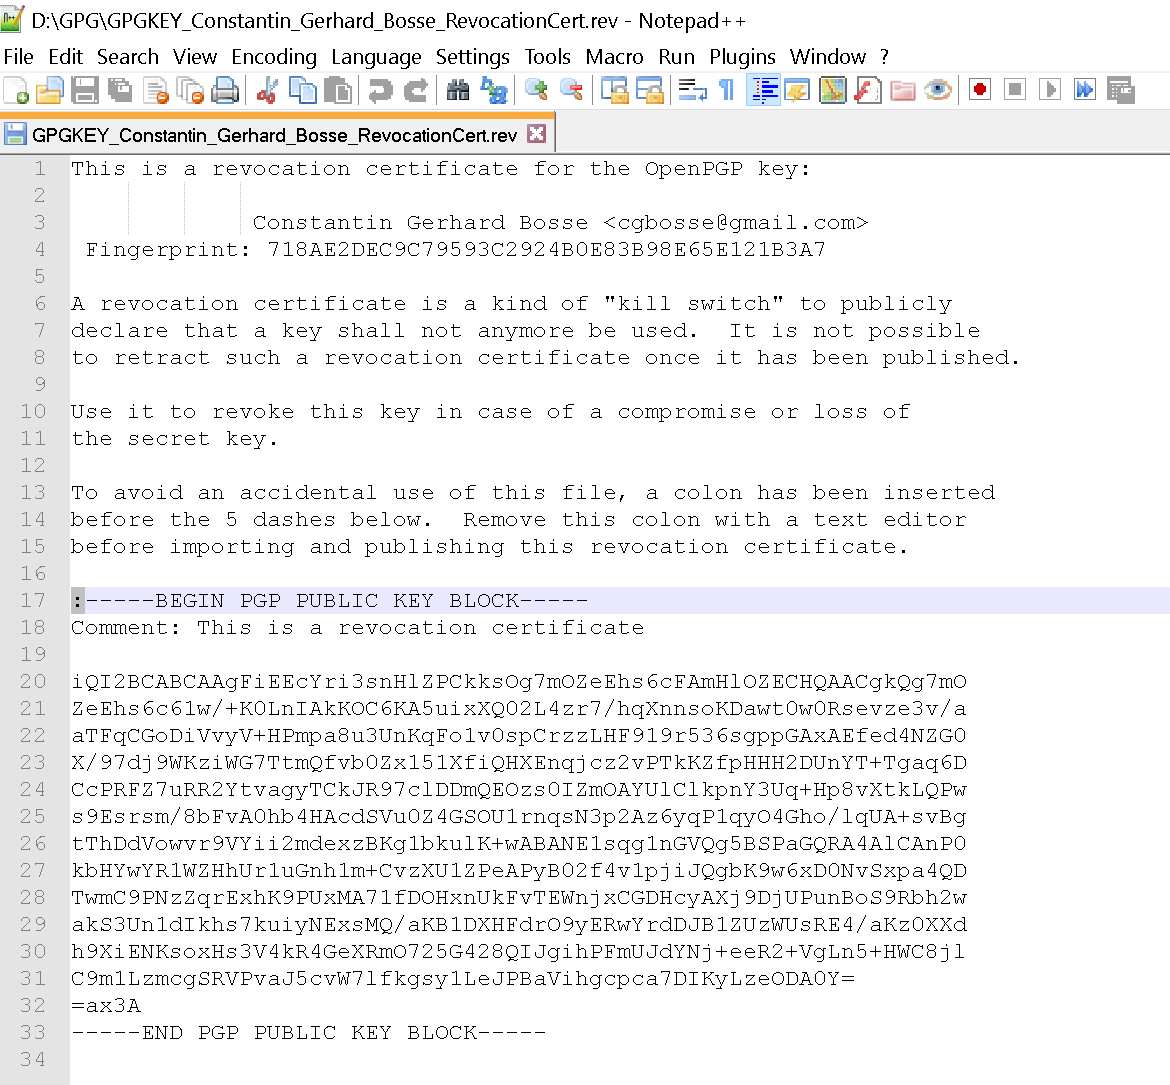 D:\GPG\GPGKEY_Constantin_Gerhard_Bosse_RevocationCert.rev - Notepad++
File Edit Search View Encoding Language Settings Tools Macro Run Plugins Window ?
GPGKEY_Constantin_Gerhard_Bosse_RevocationCert.rev
1 This is a revocation certificate for the OpenPGP key:
2
3 Constantin Gerhard Bosse <cgbosse@gmail.com>
4 Fingerprint: 718AE2DEC9C79593C2924B0E83B98E65E121B3A7
5
6 A revocation certificate is a kind of "kill switch" to publicly
7 declare that a key shall not anymore be used.  It is not possible
8 to retract such a revocation certificate once it has been published.
9
10 Use it to revoke this key in case of a compromise or loss of
11 the secret key.
12
13 To avoid an accidental use of this file, a colon has been inserted
14 before the 5 dashes below.  Remove this colon with a text editor
15 before importing and publishing this revocation certificate.
16
17 :-----BEGIN PGP PUBLIC KEY BLOCK-----
18 Comment: This is a revocation certificate
19
20 iQI2BCABCAAgFiEEcYri3snHlZPCkksOg7mOZeEhs6cFAmHlOZECHQAACgkQg7mO
21 ZeEhs6c61w/+K0LnIAkKOC6KA5uixXQ02L4zr7/hqXnnsoKDawt0w0Rsevze3v/a
22 aTFqCGoDiVvyV+HPmpa8u3UnKqFo1v0spCrzzLHF919r536sgppGAxAEfed4NZG0
23 X/97dj9WKziWG7TtmQfvb0Zx151XfiQHXEnqjcz2vPTkKZfpHHH2DUnYT+Tgaq6D
24 CcPRFZ7uRR2YtvagyTCkJR97clDDmQEOzs0IZmOAYUlClkpnY3Uq+Hp8vXtkLQPw
25 s9Esrsm/8bFvA0hb4HAcdSVu0Z4GSOU1rnqsN3p2Az6yqP1qyO4Gho/lqUA+svBg
26 tThDdVowvr9VYii2mdexzBKg1bkulK+wABANE1sqg1nGVQg5BSPaGQRA4AlCAnP0
27 kbHYwYR1WZHhUr1uGnh1m+CvzXU1ZPeAPyB02f4v1pjiJQgbK9w6xD0NvSxpa4QD
28 TwmC9PNzZqrExhK9PUxMA71fDOHxnUkFvTEWnjxCGDHcyAXj9DjUPunBoS9Rbh2w
29 akS3Un1dIkhs7kuiyNExsMQ/aKB1DXHFdrO9yERwYrdDJB1ZUzWUsRE4/aKz0XXd
30 h9XiENKsoxHs3V4kR4GeXRmO725G428QIJgihPFmUJdYNj+eeR2+VgLn5+HWC8jl
31 C9m1LzmcgSRVPvaJ5cvW7lfkgsy1LeJPBaVihgcpca7DIKyLzeODA0Y=
32 =ax3A
33 -----END PGP PUBLIC KEY BLOCK-----
34